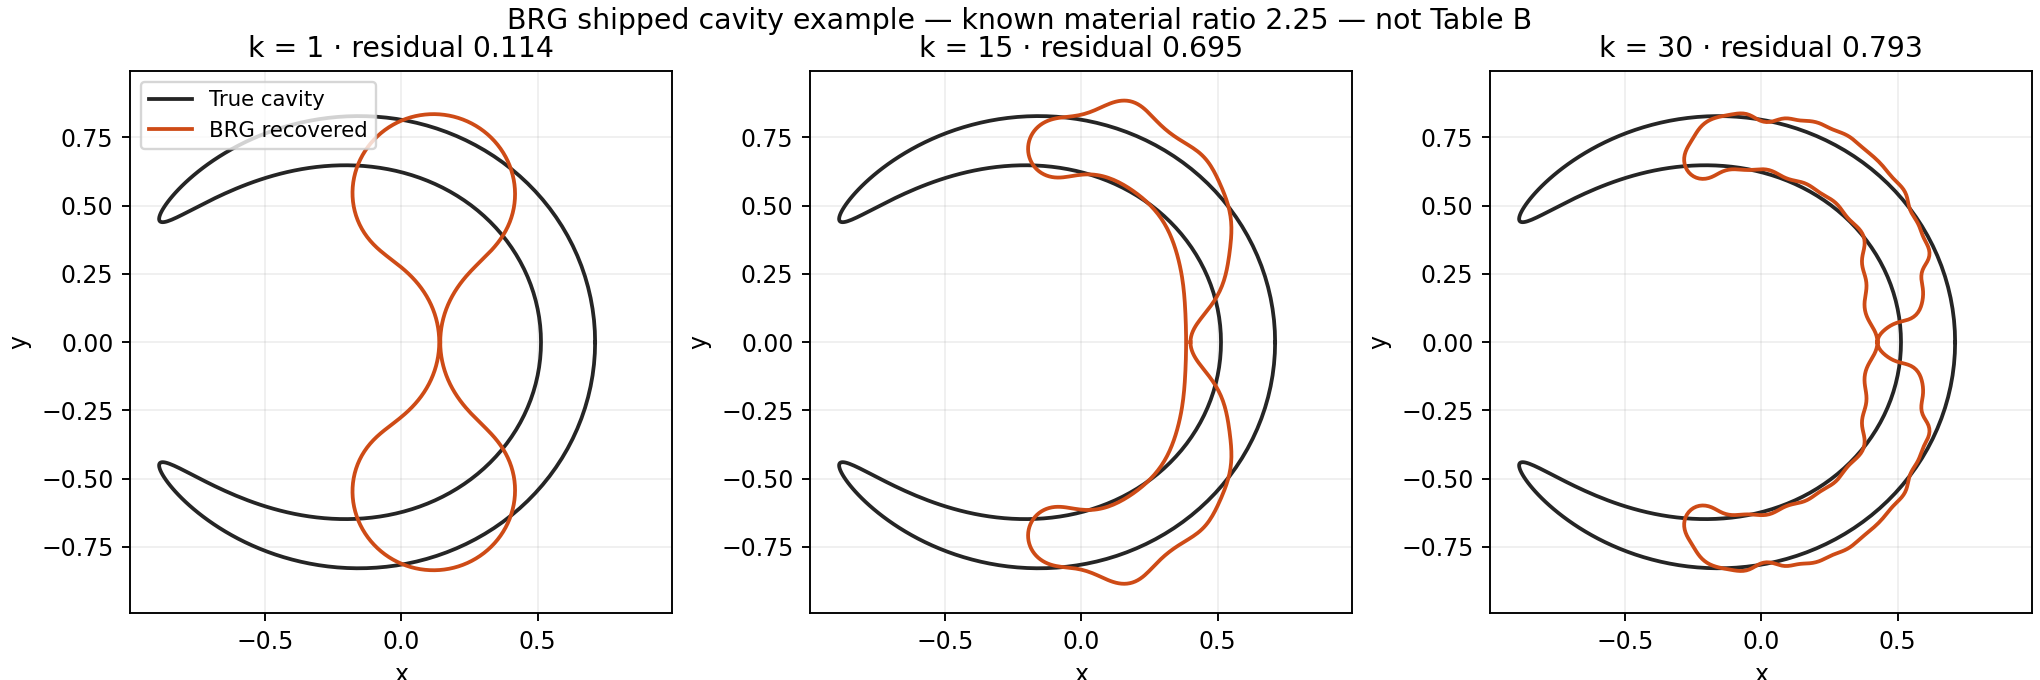 BRG shipped cavity example — known material ratio 2.25 — not Table B
k = 1 · residual 0.114
True cavity
BRG recovered
0.75
0.50
0.25
0.00
−0.25
−0.50
−0.75
y
−0.5
0.0
0.5
x
k = 15 · residual 0.695
0.75
0.50
0.25
0.00
−0.25
−0.50
−0.75
y
−0.5
0.0
0.5
x
k = 30 · residual 0.793
0.75
0.50
0.25
0.00
−0.25
−0.50
−0.75
y
−0.5
0.0
0.5
x